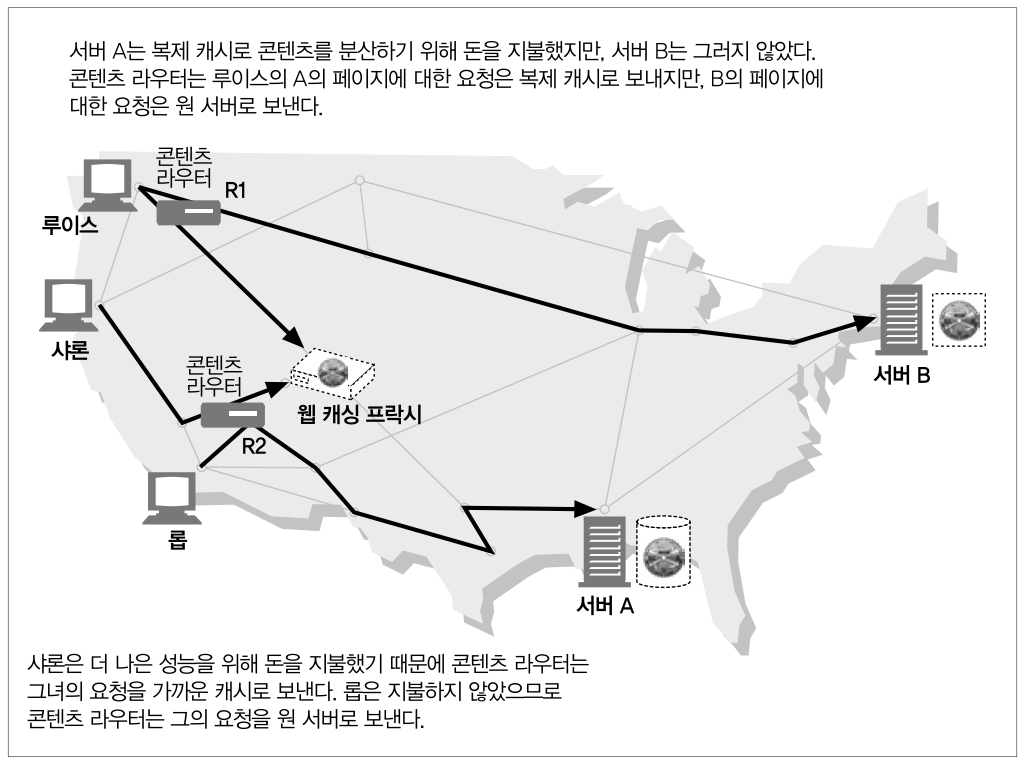 서버 A는 복제 캐시로 콘텐츠를 분산하기 위해 돈을 지불했지만, 서버 B는 그러지 않았다.
콘텐츠 라우터는 루이스의 A의 페이지에 대한 요청은 복제 캐시로 보내지만, B의 페이지에
대한 요청은 원 서버로 보낸다.
콘텐츠
라우터
R1
루이스
샤론
콘텐츠
라우터
웹 캐싱 프락시
서버 B
R2
롭
서버 A
샤론은 더 나은 성능을 위해 돈을 지불했기 때문에 콘텐츠 라우터는
그녀의 요청을 가까운 캐시로 보낸다. 롭은 지불하지 않았으므로
콘텐츠 라우터는 그의 요청을 원 서버로 보낸다.